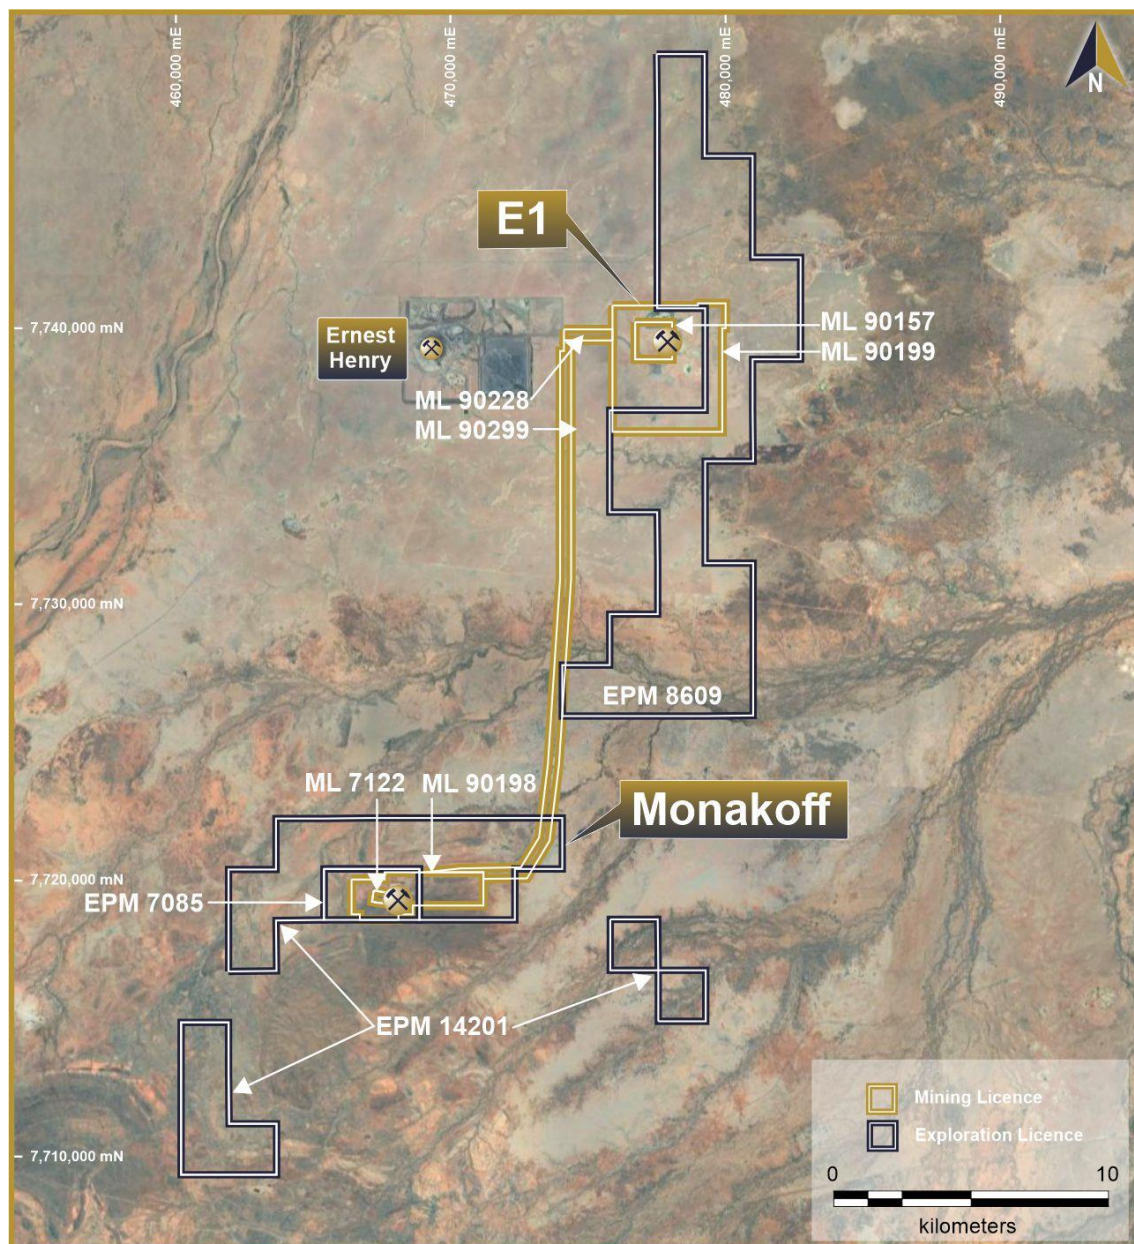 460,000 mE
470,000 mE
480,000 mE
490,000 mE
N
E1
7,740,000 mN
Ernest
Henry
ML 90157
ML 90199
ML 90228
ML 90299
7,730,000 mN
EPM 8609
ML 7122
ML 90198
Monakoff
7,720,000 mN
EPM 7085
EPM 14201
Mining Licence
Exploration Licence
7,710,000 mN
0
10
kilometers